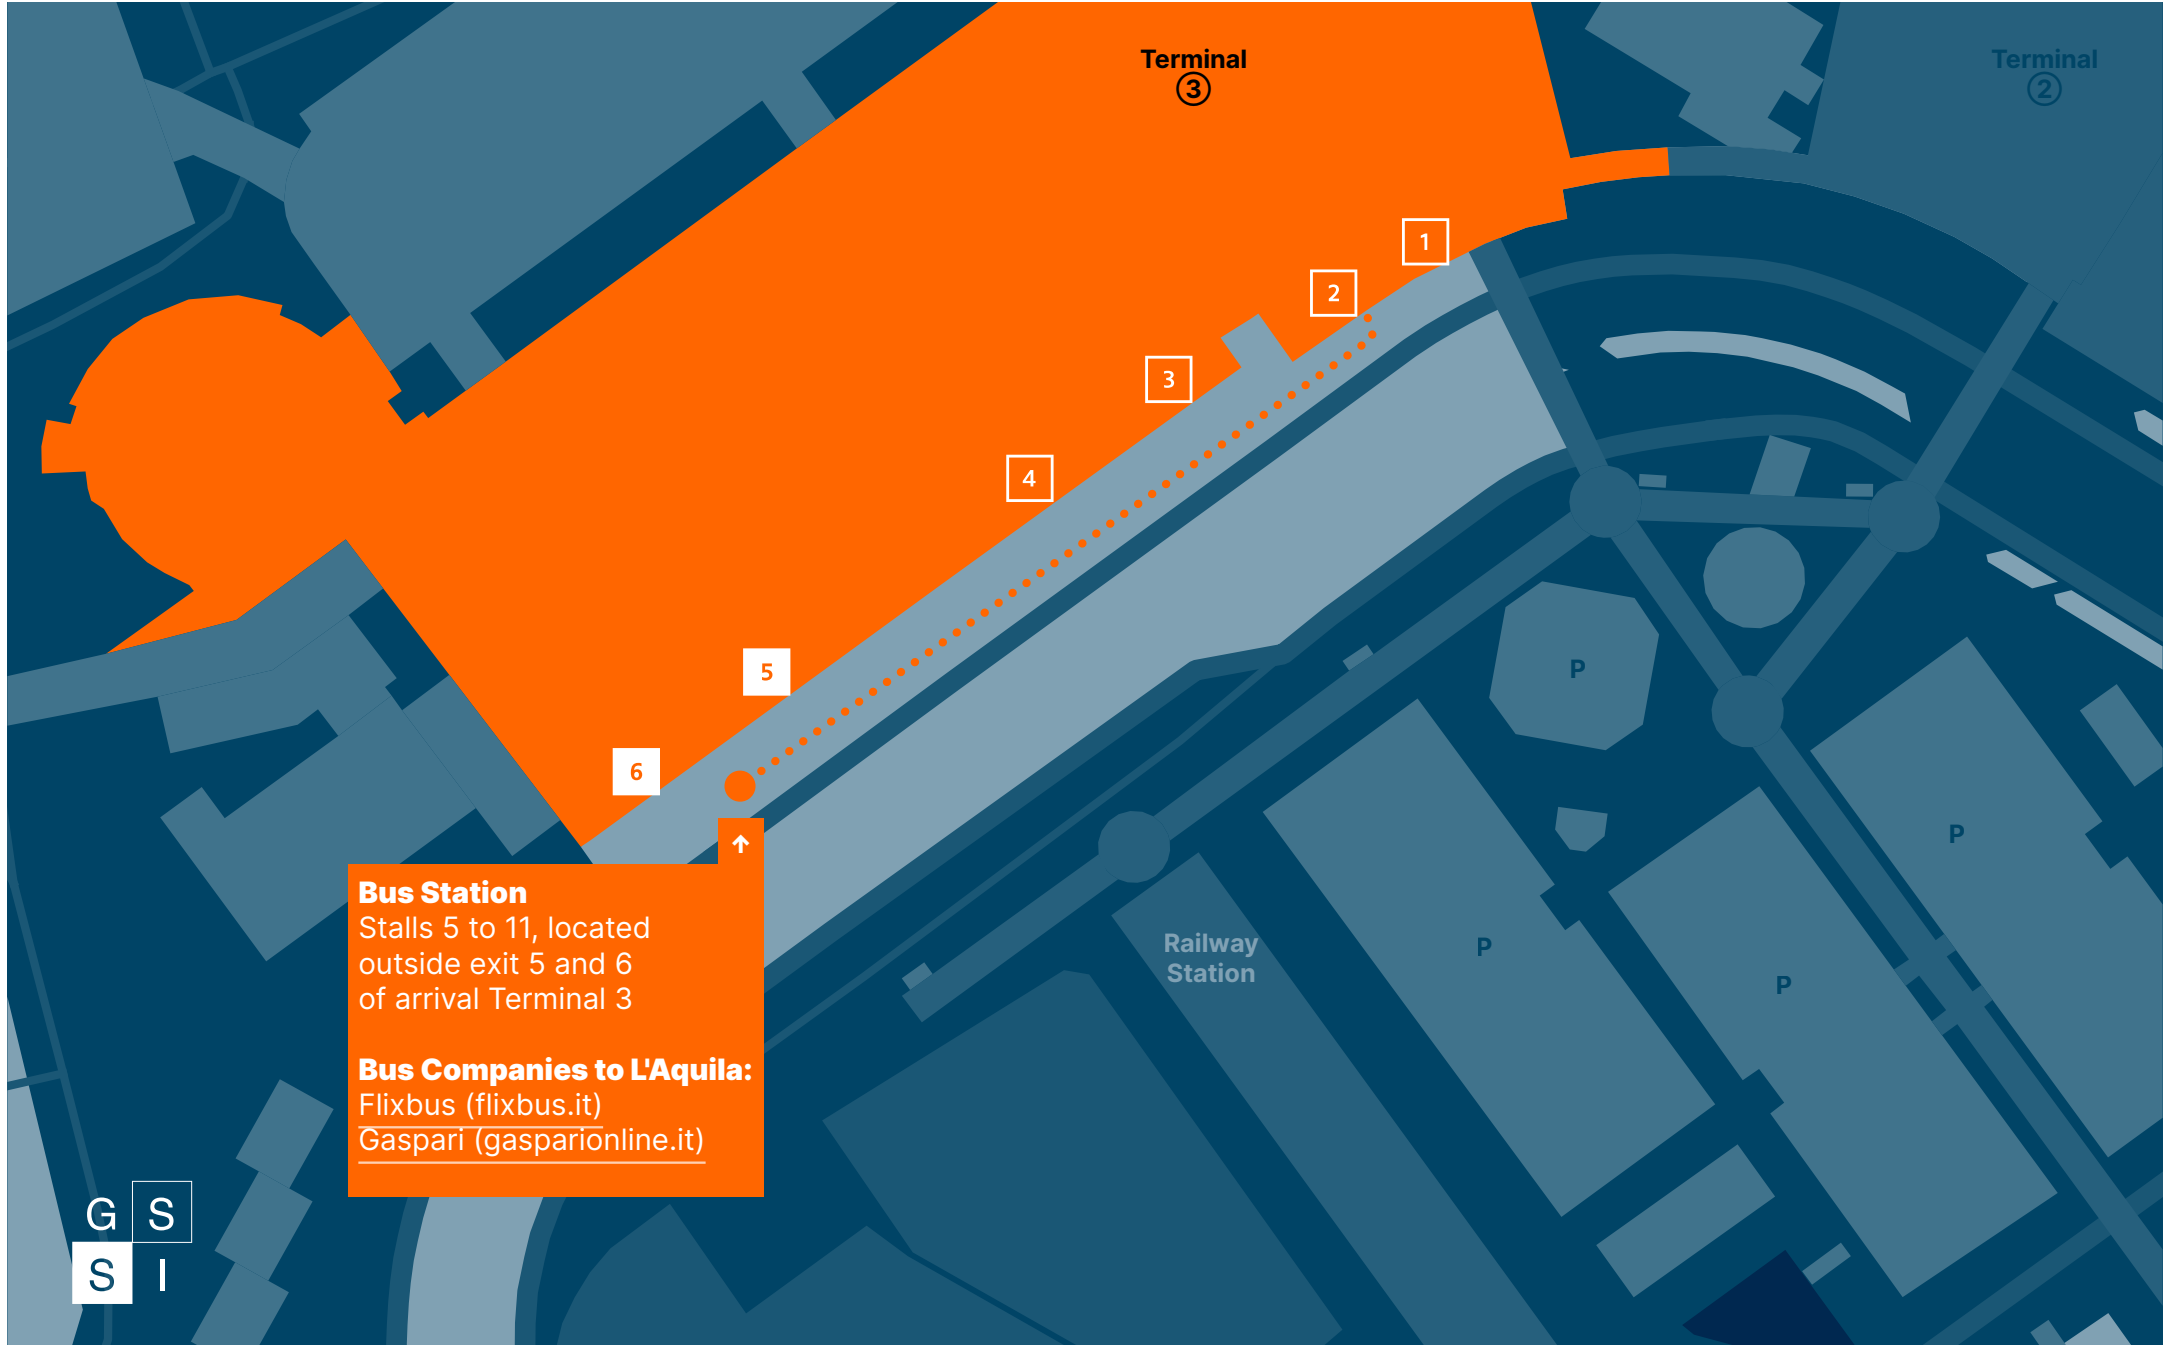 Terminal
③
Terminal
②
1
2
3
4
5
6
P
P
P
P
Railway
Station
Bus Station
Stalls 5 to 11, located
outside exit 5 and 6
of arrival Terminal 3
Bus Companies to L'Aquila:
Flixbus (flixbus.it)
Gaspari (gasparionline.it)
G S
S I